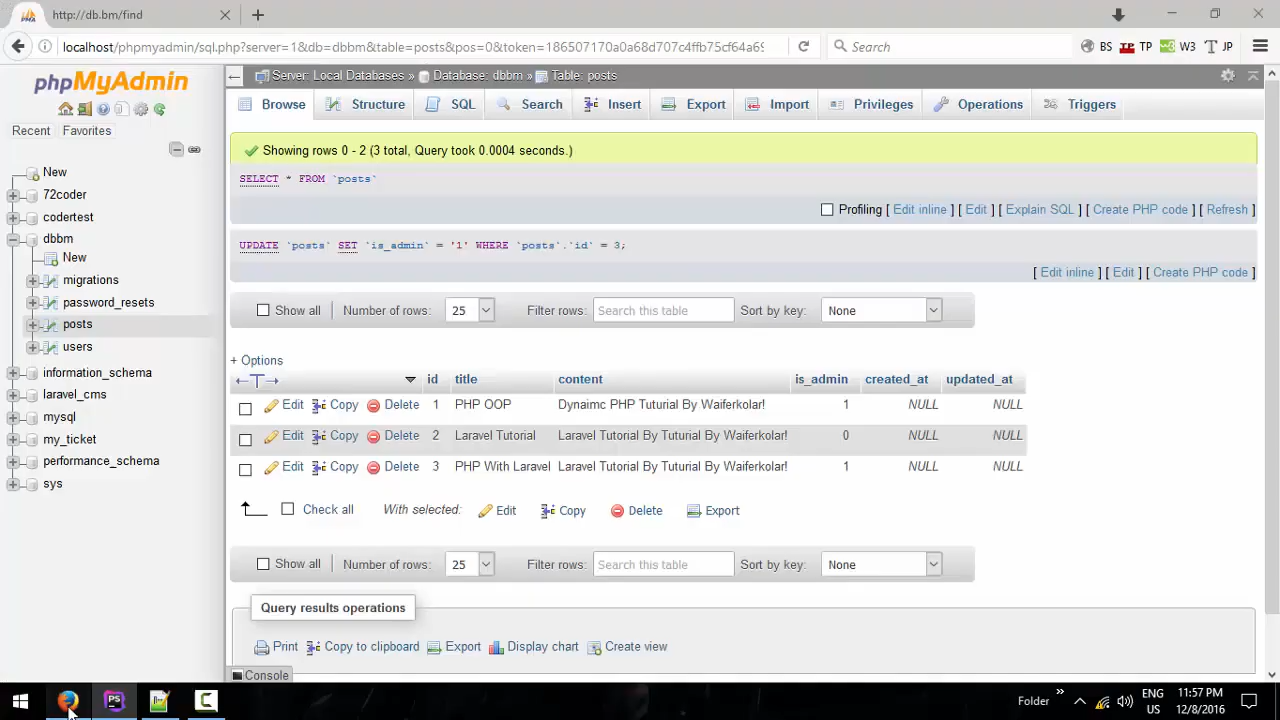 http://db.bm/find
localhost/phpmyadmin/sql.php?server=1&db=dbbm&table=posts&pos=0&token=186507170a0a68d707c4ffb75cf64a69
Search
BS TP W3 JP
phpMyAdmin
Recent Favorites
New
72coder
codertest
dbbm
New
migrations
password_resets
posts
users
information_schema
laravel_cms
mysql
my_ticket
performance_schema
sys
Server: Local Databases » Database: dbbm » Table: posts
Browse Structure SQL Search Insert Export Import Privileges Operations Triggers
Showing rows 0 - 2 (3 total, Query took 0.0004 seconds.)
SELECT * FROM `posts`
Profiling [ Edit inline ] [ Edit ] [ Explain SQL ] [ Create PHP code ] [ Refresh ]
UPDATE `posts` SET `is_admin` = '1' WHERE `posts`.`id` = 3;
[ Edit inline ] [ Edit ] [ Create PHP code ]
Show all Number of rows: 25 Filter rows: Search this table Sort by key: None
+ Options
id title content is_admin created_at updated_at
Edit Copy Delete 1 PHP OOP Dynaimc PHP Tuturial By Waiferkolar! 1 NULL NULL
Edit Copy Delete 2 Laravel Tutorial Laravel Tutorial By Tuturial By Waiferkolar! 0 NULL NULL
Edit Copy Delete 3 PHP With Laravel Laravel Tutorial By Tuturial By Waiferkolar! 1 NULL NULL
Check all With selected: Edit Copy Delete Export
Show all Number of rows: 25 Filter rows: Search this table Sort by key: None
Query results operations
Print Copy to clipboard Export Display chart Create view
Console
Folder
ENG
US
11:57 PM
12/8/2016